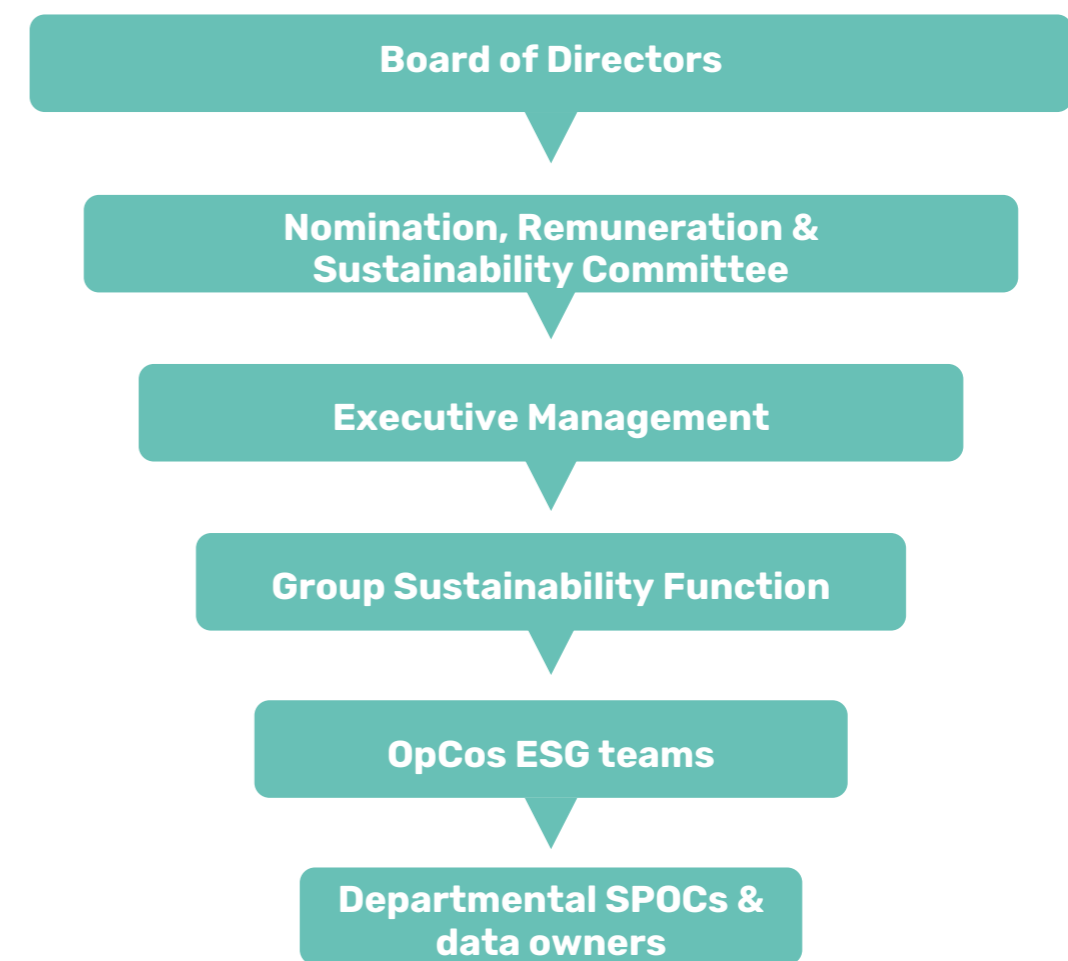 Board of Directors
Nomination, Remuneration &
Sustainability Committee
Executive Management
Group Sustainability Function
OpCos ESG teams
Departmental SPOCs &
data owners